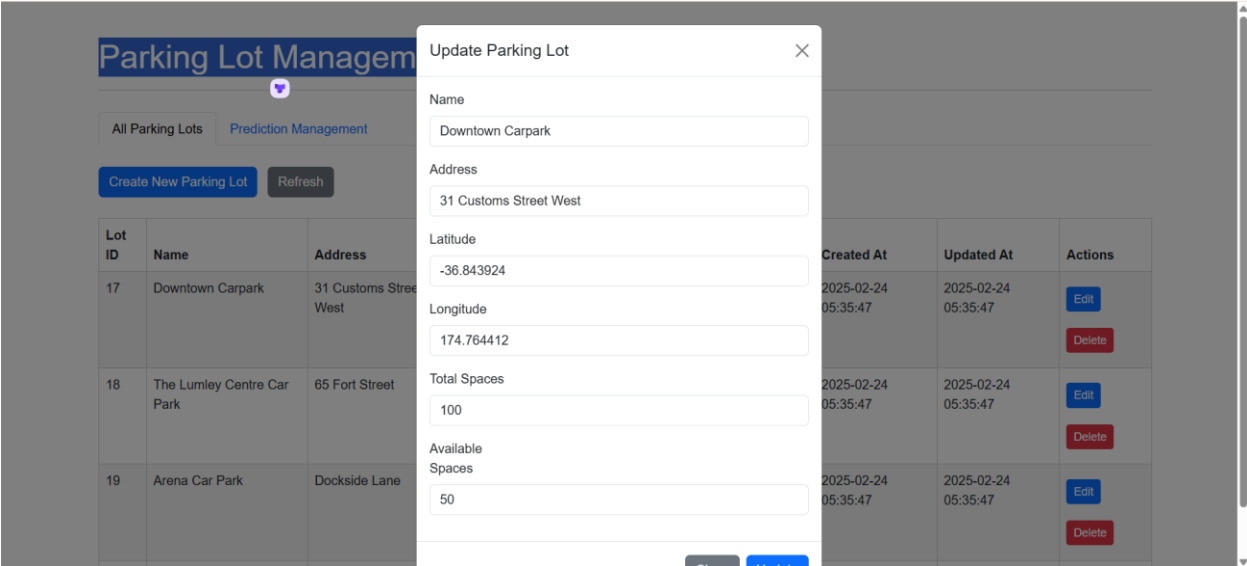 Parking Lot Managem
All Parking Lots
Prediction Management
Create New Parking Lot
Refresh
Lot ID
Name
Address
Created At
Updated At
Actions
17
Downtown Carpark
31 Customs Stree
West
2025-02-24
05:35:47
2025-02-24
05:35:47
Edit
Delete
18
The Lumley Centre Car
Park
65 Fort Street
2025-02-24
05:35:47
2025-02-24
05:35:47
Edit
Delete
19
Arena Car Park
Dockside Lane
2025-02-24
05:35:47
2025-02-24
05:35:47
Edit
Delete
Update Parking Lot
Name
Downtown Carpark
Address
31 Customs Street West
Latitude
-36.843924
Longitude
174.764412
Total Spaces
100
Available
Spaces
50